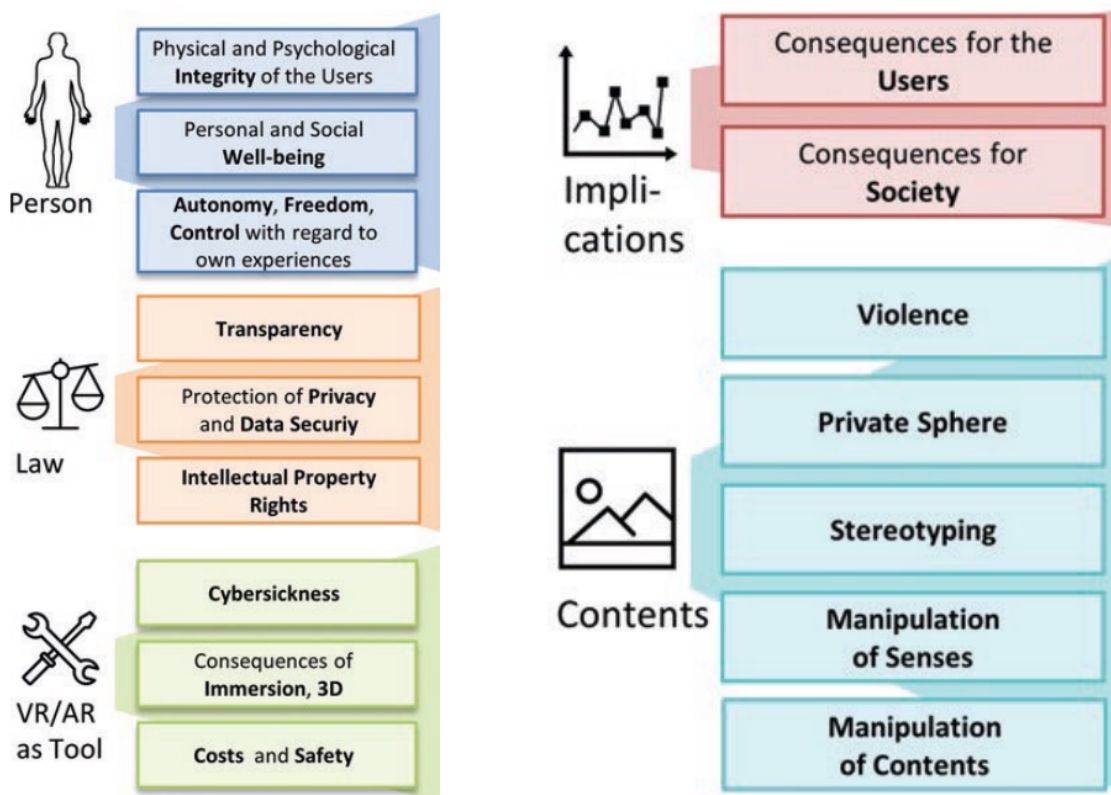 Physical and Psychological
Integrity of the Users
Personal and Social
Well-being
Person
Autonomy, Freedom,
Control with regard to
own experiences
Transparency
Protection of Privacy
and Data Securiy
Law
Intellectual Property
Rights
Cybersickness
Consequences of
Immersion, 3D
VR/AR
as Tool
Costs and Safety
Consequences for the
Users
Consequences for
Society
Impli-
cations
Violence
Private Sphere
Stereotyping
Contents
Manipulation
of Senses
Manipulation
of Contents